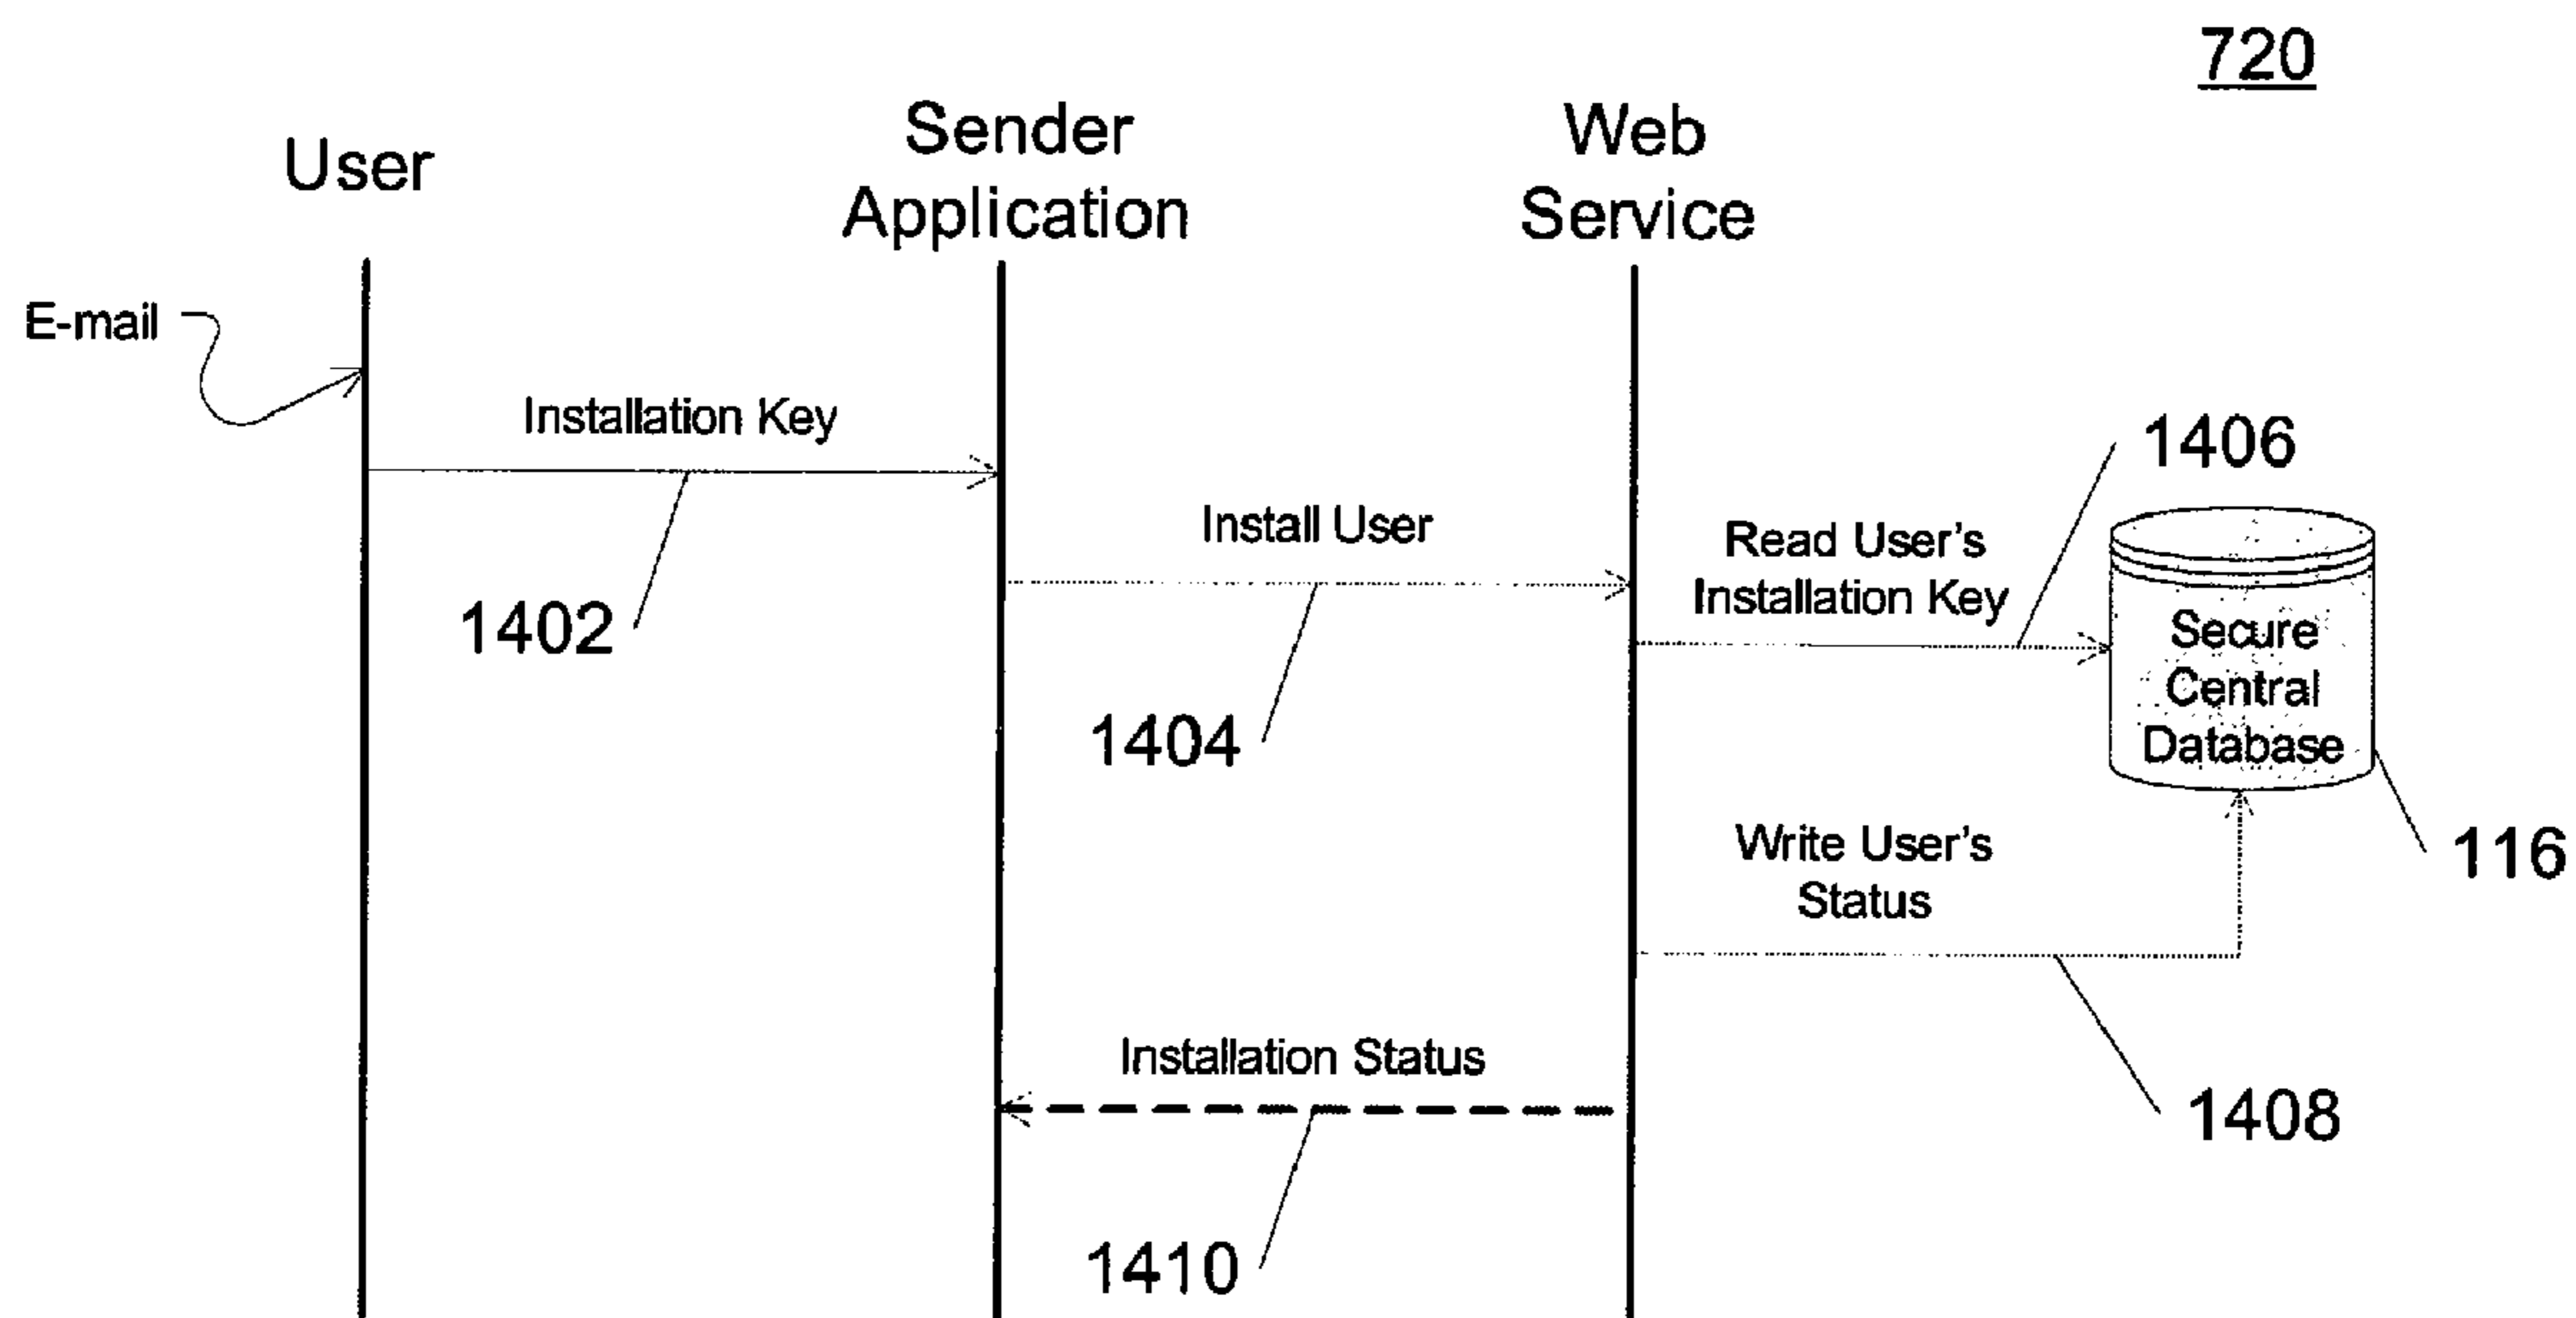 720
User
Sender
Application
Web
Service
E-mail
Installation Key
1402
Install User
1404
Read User's
Installation Key
1406
Secure
Central
Database
116
Write User's
Status
1408
Installation Status
1410